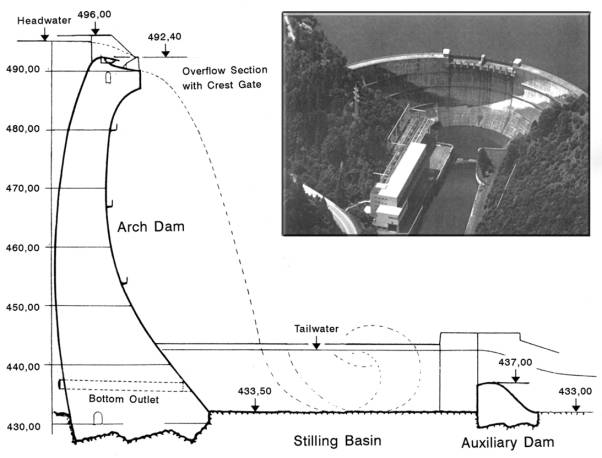 496,00
Headwater
492,40
490,00
Overflow Section
with Crest Gate
480,00
470,00
Arch Dam
460,00
450,00
Tailwater
440,00
437,00
Bottom Outlet
433,50
433,00
430,00
Stilling Basin
Auxiliary Dam